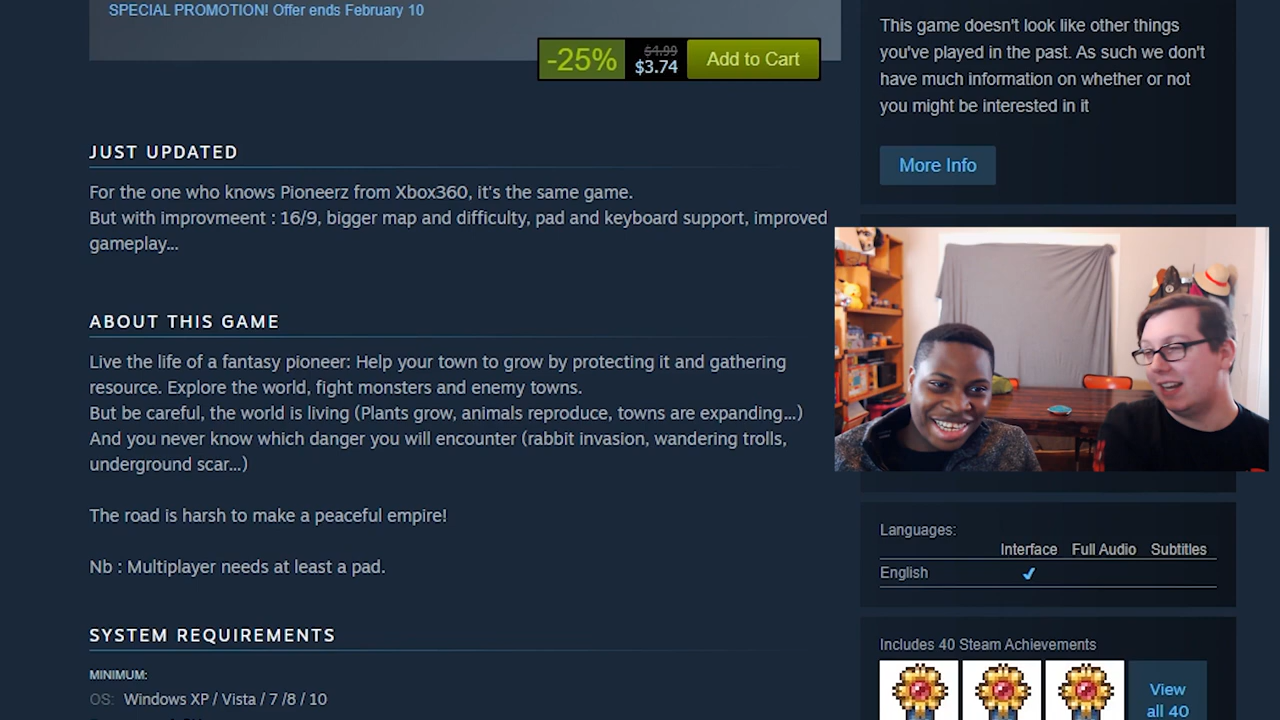 SPECIAL PROMOTION! Offer ends February 10
-25%
$4.99
$3.74
Add to Cart
JUST UPDATED
For the one who knows Pioneerz from Xbox360, it's the same game.
But with improvmeent : 16/9, bigger map and difficulty, pad and keyboard support, improved
gameplay...
ABOUT THIS GAME
Live the life of a fantasy pioneer: Help your town to grow by protecting it and gathering
resource. Explore the world, fight monsters and enemy towns.
But be careful, the world is living (Plants grow, animals reproduce, towns are expanding...)
And you never know which danger you will encounter (rabbit invasion, wandering trolls,
underground scar...)
The road is harsh to make a peaceful empire!
Nb : Multiplayer needs at least a pad.
SYSTEM REQUIREMENTS
MINIMUM:
OS: Windows XP / Vista / 7 /8 / 10
This game doesn't look like other things
you've played in the past. As such we don't
have much information on whether or not
you might be interested in it
More Info
Languages:
Interface Full Audio Subtitles
English
Includes 40 Steam Achievements
View
all 40